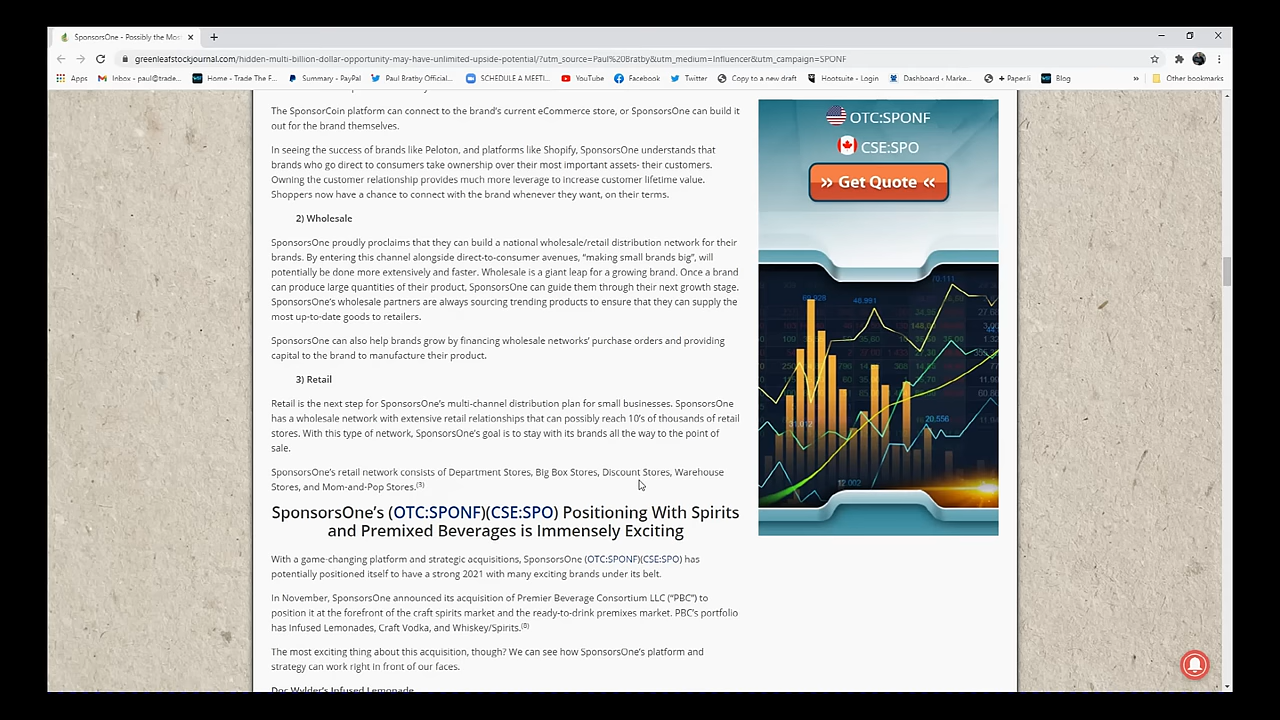 SponsorsOne - Possibly the Mos
greenleafstockjournal.com/hidden-multi-billion-dollar-opportunity-may-have-unlimited-upside-potential/?utm_source=Paul%20Bratby&utm_medium=Influencer&utm_campaign=SPONF
Apps Inbox - paul@trade... Home - Trade The F... Summary - PayPal Paul Bratby Official... SCHEDULE A MEETI... YouTube Facebook Twitter Copy to a new draft Hootsuite - Login Dashboard - Marke... + Paper.li Blog » Other bookmarks
The SponsorCoin platform can connect to the brand's current eCommerce store, or SponsorsOne can build it
out for the brand themselves.
In seeing the success of brands like Peloton, and platforms like Shopify, SponsorsOne understands that
brands who go direct to consumers take ownership over their most important assets- their customers.
Owning the customer relationship provides much more leverage to increase customer lifetime value.
Shoppers now have a chance to connect with the brand whenever they want, on their terms.
2) Wholesale
SponsorsOne proudly proclaims that they can build a national wholesale/retail distribution network for their
brands. By entering this channel alongside direct-to-consumer avenues, “making small brands big”, will
potentially be done more extensively and faster. Wholesale is a giant leap for a growing brand. Once a brand
can produce large quantities of their product, SponsorsOne can guide them through their next growth stage.
SponsorsOne's wholesale partners are always sourcing trending products to ensure that they can supply the
most up-to-date goods to retailers.
SponsorsOne can also help brands grow by financing wholesale networks' purchase orders and providing
capital to the brand to manufacture their product.
3) Retail
Retail is the next step for SponsorsOne's multi-channel distribution plan for small businesses. SponsorsOne
has a wholesale network with extensive retail relationships that can possibly reach 10's of thousands of retail
stores. With this type of network, SponsorsOne's goal is to stay with its brands all the way to the point of
sale.
SponsorsOne's retail network consists of Department Stores, Big Box Stores, Discount Stores, Warehouse
Stores, and Mom-and-Pop Stores.(3)
SponsorsOne's (OTC:SPONF)(CSE:SPO) Positioning With Spirits
and Premixed Beverages is Immensely Exciting
With a game-changing platform and strategic acquisitions, SponsorsOne (OTC:SPONF)(CSE:SPO) has
potentially positioned itself to have a strong 2021 with many exciting brands under its belt.
In November, SponsorsOne announced its acquisition of Premier Beverage Consortium LLC (“PBC”) to
position it at the forefront of the craft spirits market and the ready-to-drink premixes market. PBC's portfolio
has Infused Lemonades, Craft Vodka, and Whiskey/Spirits.(8)
The most exciting thing about this acquisition, though? We can see how SponsorsOne's platform and
strategy can work right in front of our faces.
Doc Wylder's Infused Lemonade
OTC:SPONF
CSE:SPO
» Get Quote «
70.111
60.929
48.991
31.012
20.556
12.002